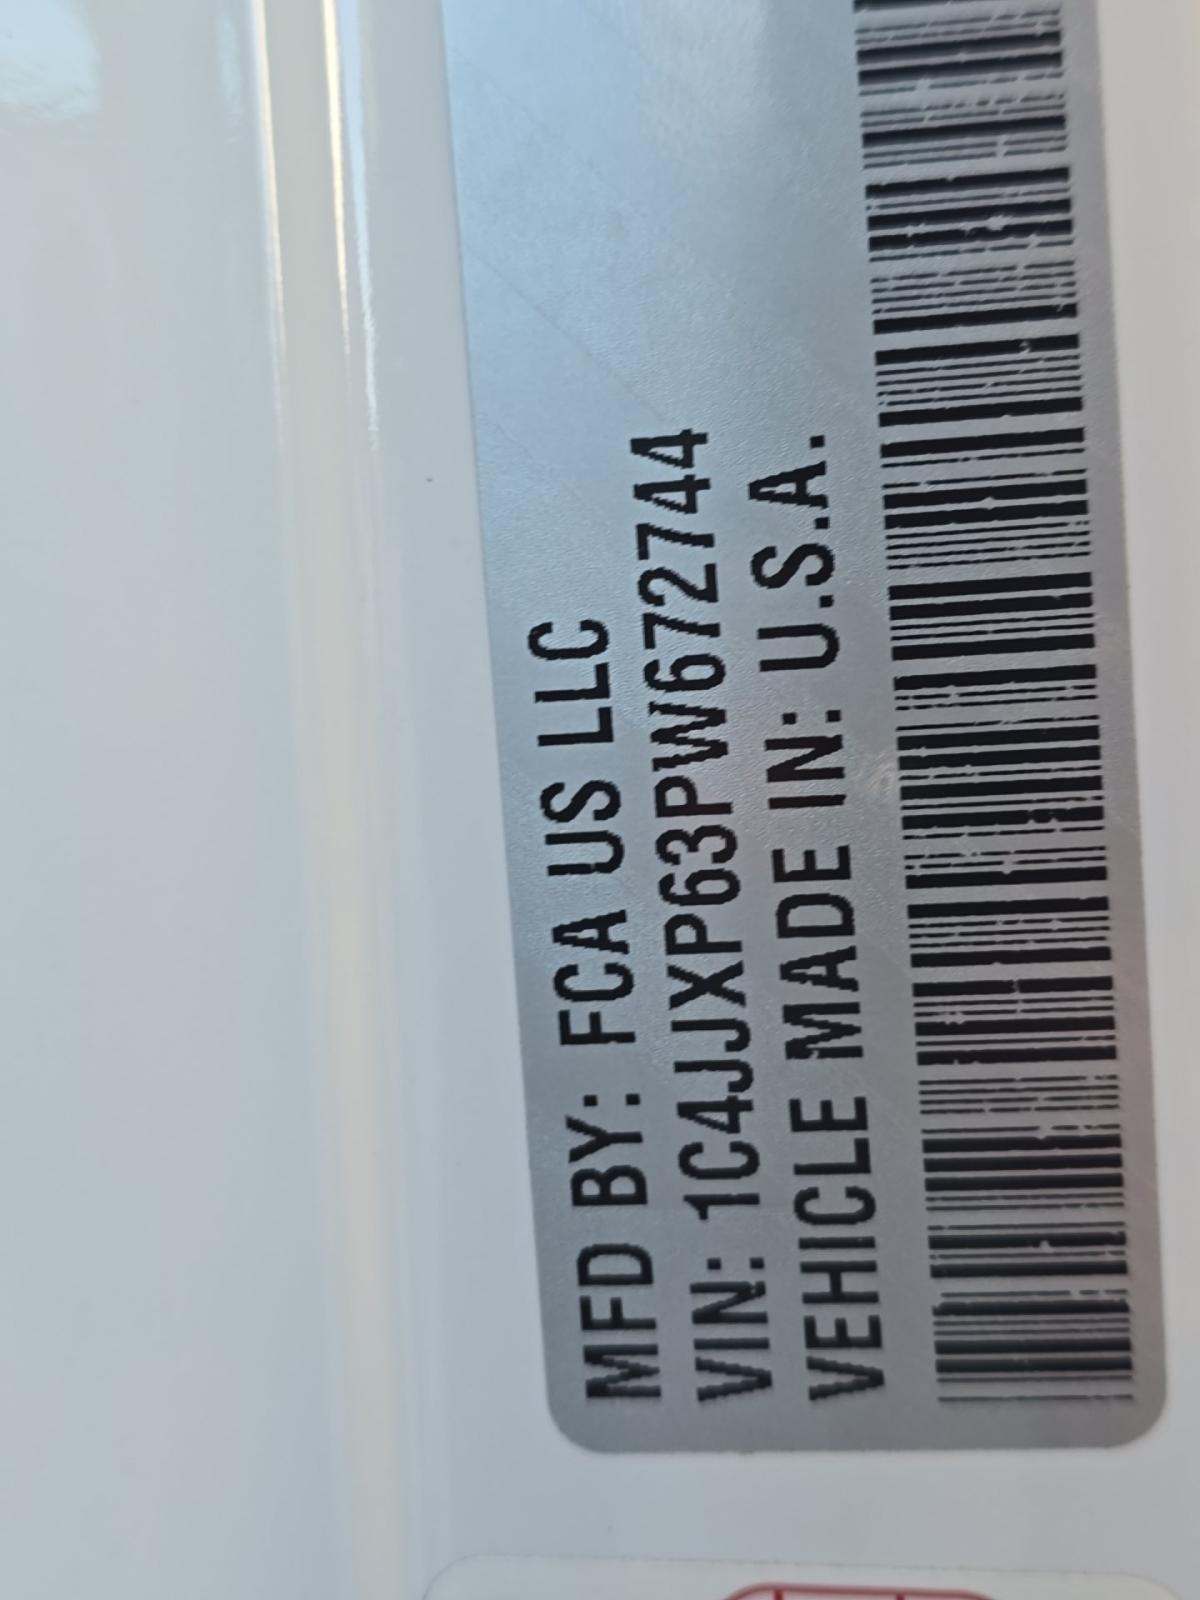 MFD BY: FCA US LLC
VIN: 1C4JJXP63PW672744
VEHICLE MADE IN: U.S.A.